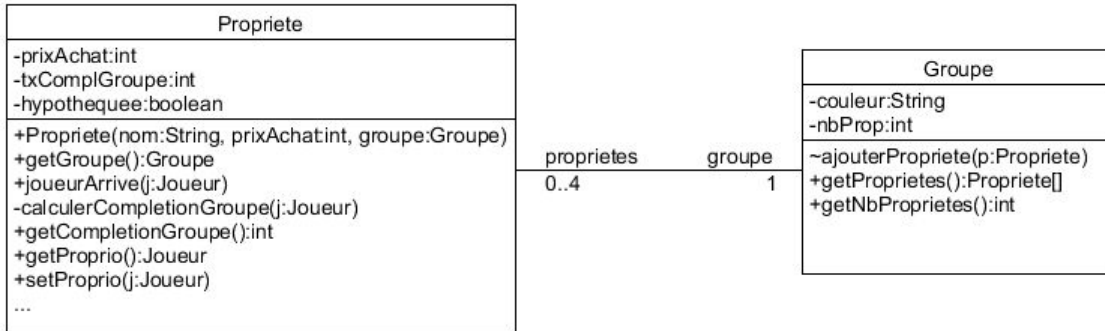 Propriete
-prixAchat:int
-txComplGroupe:int
-hypothequee:boolean
+Propriete(nom:String, prixAchat:int, groupe:Groupe)
+getGroupe():Groupe
+joueurArrive(j:Joueur)
-calculerCompletionGroupe(j:Joueur)
+getCompletionGroupe():int
+getProprio():Joueur
+setProprio(j:Joueur)
...
proprietes groupe
0..4 1
Groupe
-couleur:String
-nbProp:int
~ajouterPropriete(p:Propriete)
+getProprietes():Propriete[]
+getNbProprietes():int